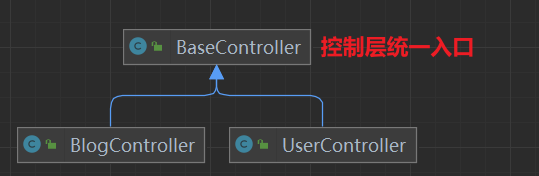 BaseController 控制层统一入口
BlogController UserController